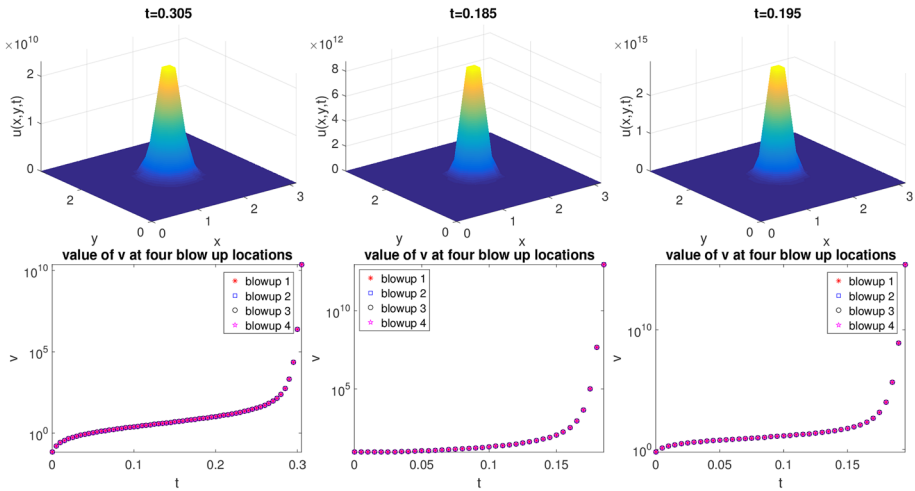 t=0.305
×10^10
2
1
0
u(x,y,t)
2
0
y
0
1
2
3
x
t=0.185
×10^12
8
6
4
2
0
u(x,y,t)
2
0
y
0
1
2
3
x
t=0.195
×10^15
2
1
0
u(x,y,t)
2
0
y
0
1
2
3
x
value of v at four blow up locations
10^10
10^5
10^0
v
blowup 1
blowup 2
blowup 3
blowup 4
0
0.1
0.2
0.3
t
value of v at four blow up locations
10^10
10^5
v
blowup 1
blowup 2
blowup 3
blowup 4
0
0.05
0.1
0.15
t
value of v at four blow up locations
10^10
10^0
v
blowup 1
blowup 2
blowup 3
blowup 4
0
0.05
0.1
0.15
t